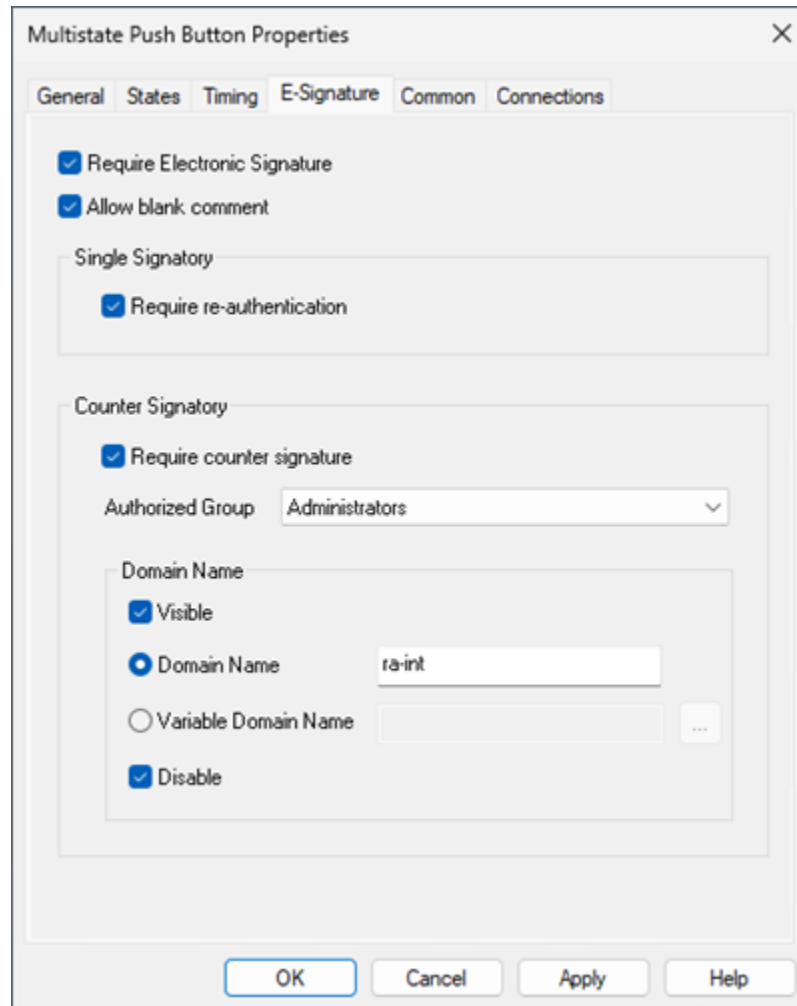 Multistate Push Button Properties
General States Timing E-Signature Common Connections
Require Electronic Signature
Allow blank comment
Single Signatory
Require re-authentication
Counter Signatory
Require counter signature
Authorized Group Administrators
Domain Name
Visible
Domain Name ra-int
Variable Domain Name ...
Disable
OK Cancel Apply Help